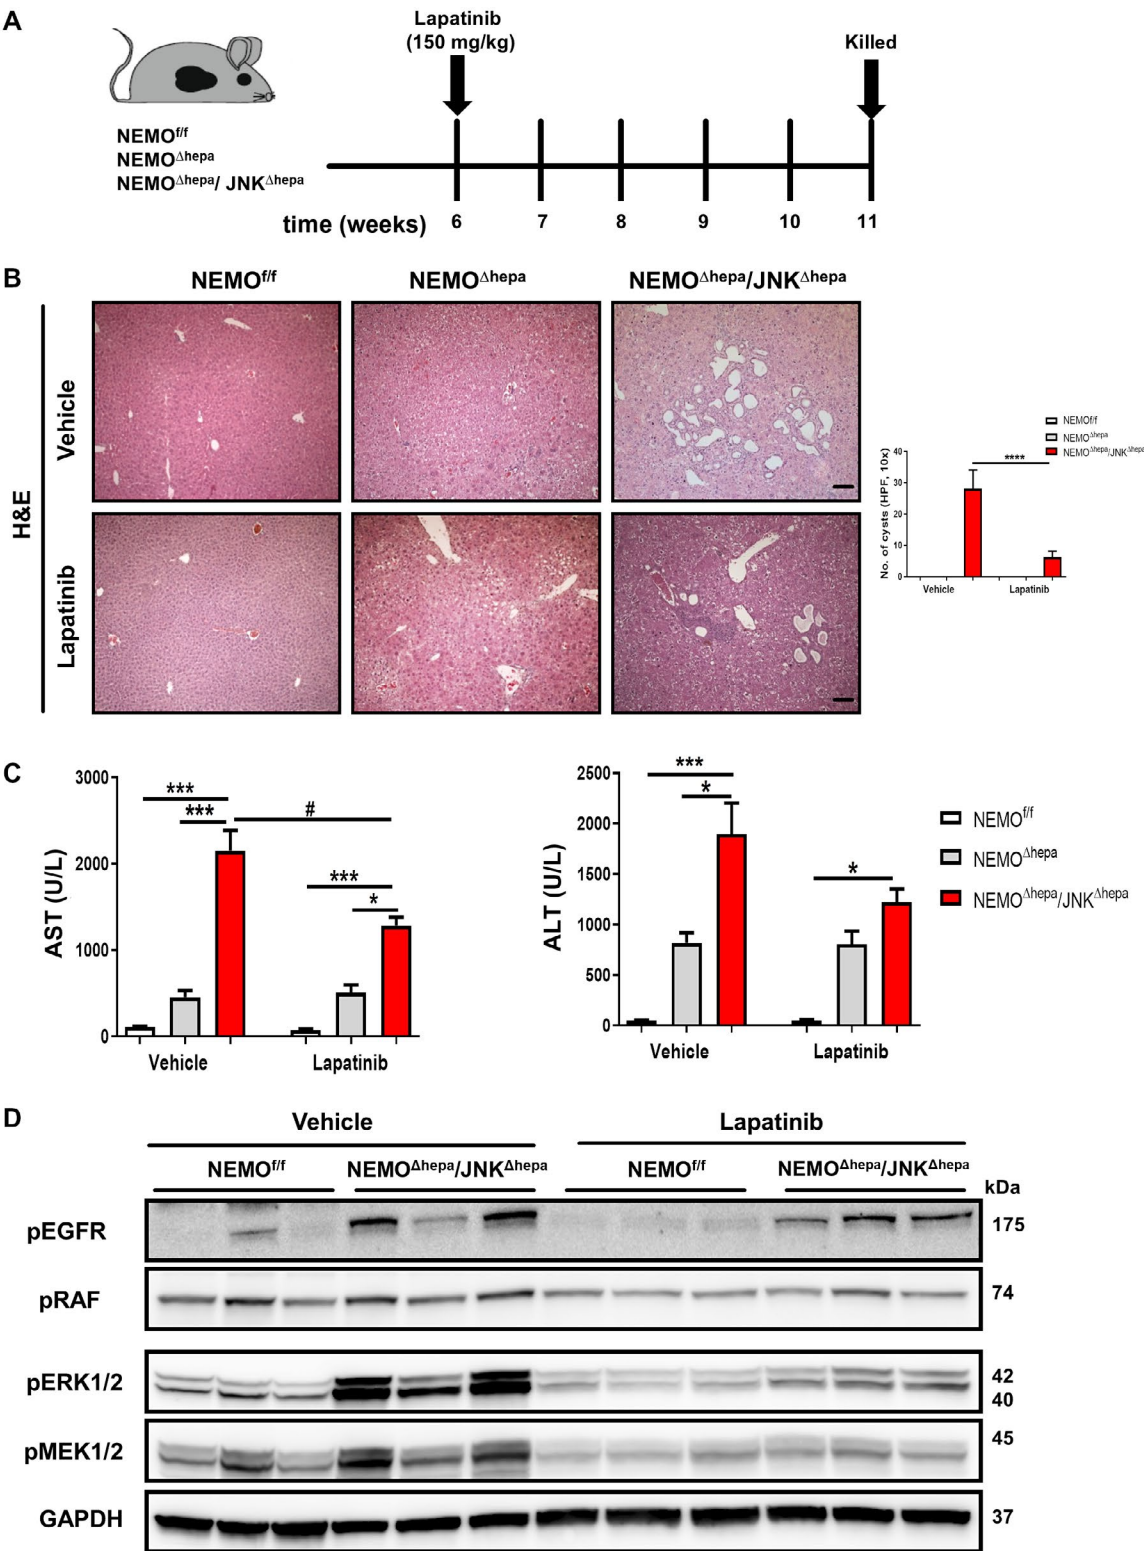 A
Lapatinib
(150 mg/kg)
Killed
NEMOf/f
NEMOΔhepa
NEMOΔhepa/ JNKΔhepa
time (weeks)
6
7
8
9
10
11
B
NEMOf/f
NEMOΔhepa
NEMOΔhepa/JNKΔhepa
H&E
Vehicle
Lapatinib
NEMOf/f
NEMOΔhepa
NEMOΔhepa/JNKΔhepa
No. of cysts (HPF, 10x)
40
30
20
10
0
****
Vehicle
Lapatinib
C
AST (U/L)
3000
2000
1000
0
***
***
#
***
*
Vehicle
Lapatinib
ALT (U/L)
2500
2000
1500
1000
500
0
***
*
*
Vehicle
Lapatinib
NEMOf/f
NEMOΔhepa
NEMOΔhepa/JNKΔhepa
D
Vehicle
Lapatinib
NEMOf/f
NEMOΔhepa/JNKΔhepa
NEMOf/f
NEMOΔhepa/JNKΔhepa
kDa
pEGFR
175
pRAF
74
pERK1/2
42
40
pMEK1/2
45
GAPDH
37